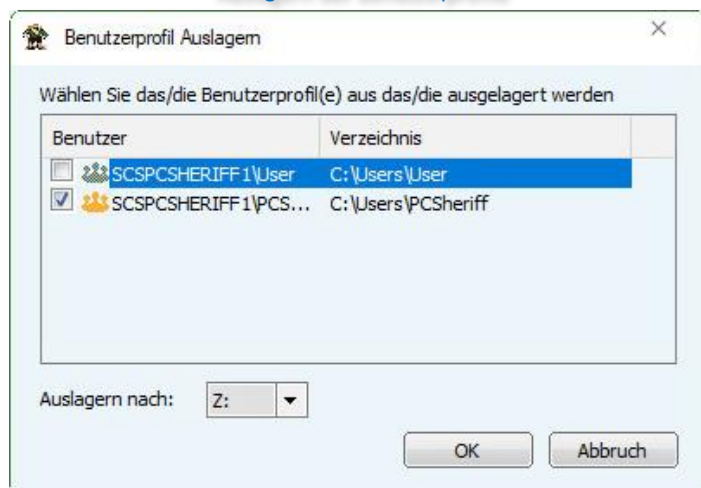 Benutzerprofil Auslagern
Wählen Sie das/die Benutzerprofil(e) aus das/die ausgelagert werden
Benutzer Verzeichnis
SCSPCSHERIFF1\User C:\Users\User
SCSPCSHERIFF1\PCS... C:\Users\PCSheriff
Auslagern nach: Z:
OK Abbruch